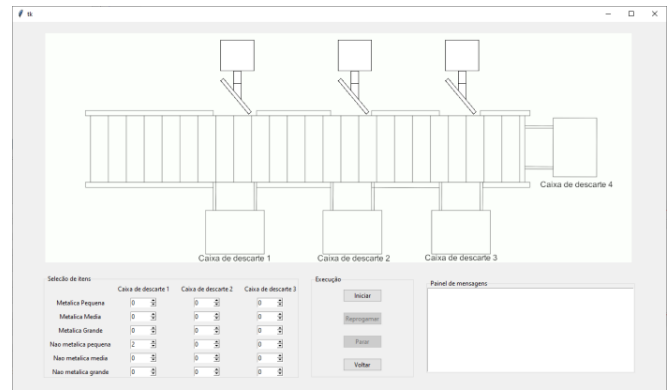 tk
Caixa de descarte 4
Caixa de descarte 1 Caixa de descarte 2 Caixa de descarte 3
Selecão de itens
Caixa de descarte 1 Caixa de descarte 2 Caixa de descarte 3
Metalica Pequena 0 0 0
Metalica Media 0 0 0
Metalica Grande 0 0 0
Nao metalica pequena 2 0 0
Nao metalica media 0 0 0
Nao metalica grande 0 0 0
Execução
Iniciar
Reprogamar
Parar
Voltar
Painel de mensagens